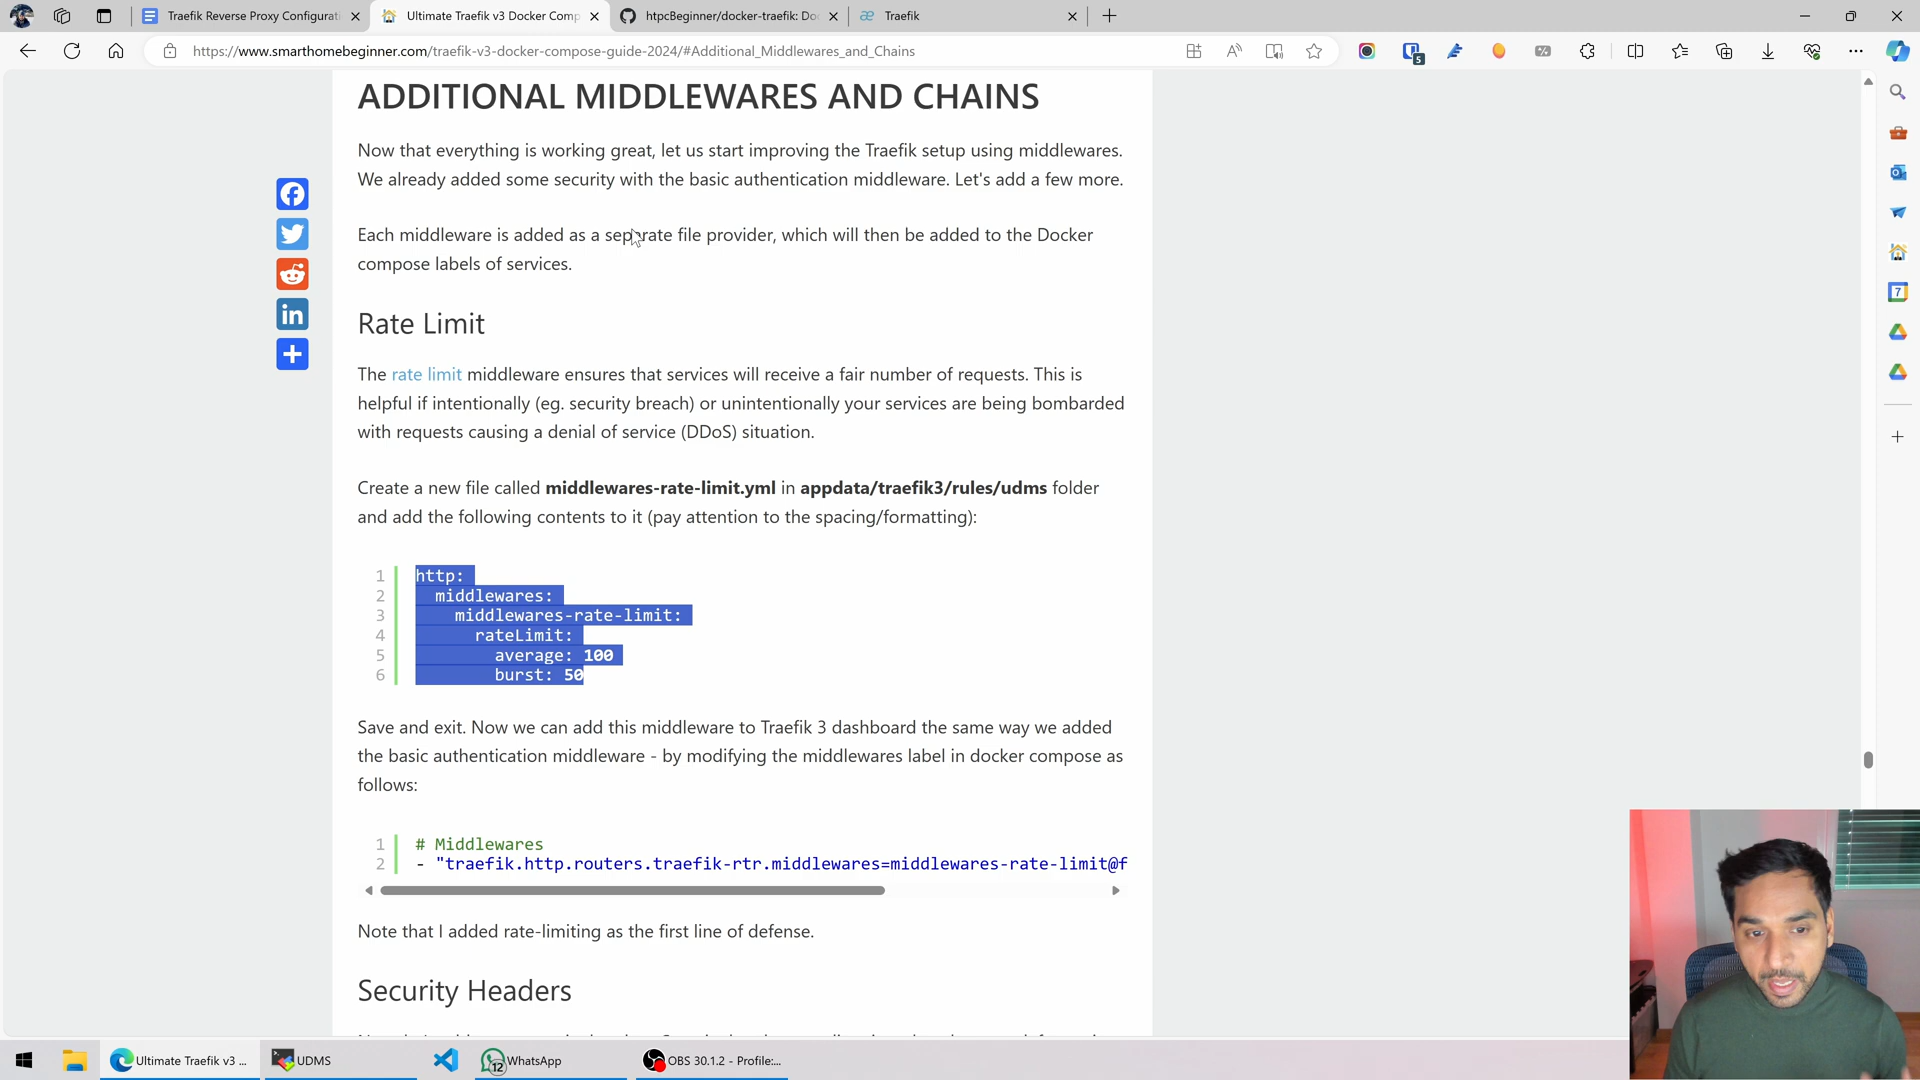 Traefik Reverse Proxy Configurati
Ultimate Traefik v3 Docker Comp
htpcBeginner/docker-traefik: Doc
Traefik
https://www.smarthomebeginner.com/traefik-v3-docker-compose-guide-2024/#Additional_Middlewares_and_Chains
5
ADDITIONAL MIDDLEWARES AND CHAINS
Now that everything is working great, let us start improving the Traefik setup using middlewares.
We already added some security with the basic authentication middleware. Let's add a few more.
Each middleware is added as a separate file provider, which will then be added to the Docker
compose labels of services.
Rate Limit
The rate limit middleware ensures that services will receive a fair number of requests. This is
helpful if intentionally (eg. security breach) or unintentionally your services are being bombarded
with requests causing a denial of service (DDoS) situation.
Create a new file called middlewares-rate-limit.yml in appdata/traefik3/rules/udms folder
and add the following contents to it (pay attention to the spacing/formatting):
1 http:
2 middlewares:
3 middlewares-rate-limit:
4 rateLimit:
5 average: 100
6 burst: 50
Save and exit. Now we can add this middleware to Traefik 3 dashboard the same way we added
the basic authentication middleware - by modifying the middlewares label in docker compose as
follows:
1 # Middlewares
2 - "traefik.http.routers.traefik-rtr.middlewares=middlewares-rate-limit@f
Note that I added rate-limiting as the first line of defense.
Security Headers
7
Ultimate Traefik v3 ...
UDMS
12
WhatsApp
OBS 30.1.2 - Profile:...